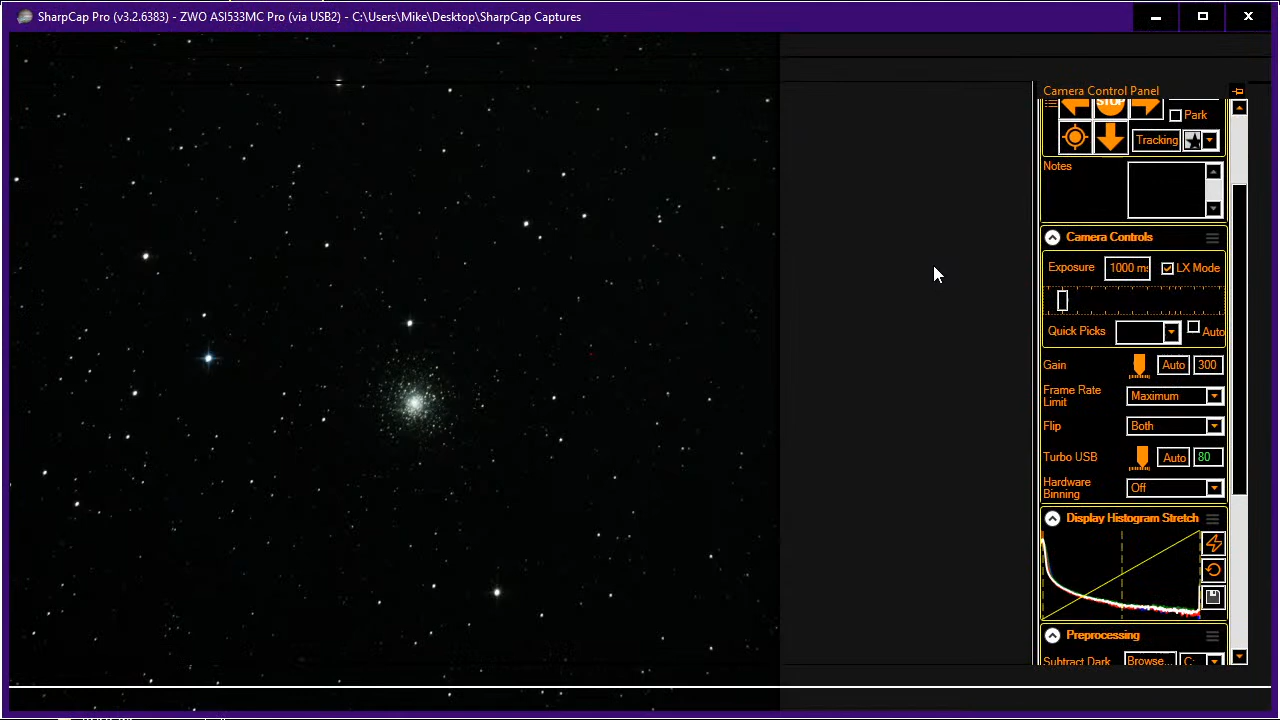 SharpCap Pro (v3.2.6383) - ZWO ASI533MC Pro (via USB2) - C:\Users\Mike\Desktop\SharpCap Captures
Camera Control Panel
STOP
Park
Tracking
Notes
Camera Controls
Exposure 1000 ms LX Mode
Quick Picks Auto
Gain Auto 300
Frame Rate
Limit Maximum
Flip Both
Turbo USB Auto 80
Hardware
Binning Off
Display Histogram Stretch
Preprocessing
Subtract Dark Browse... C: